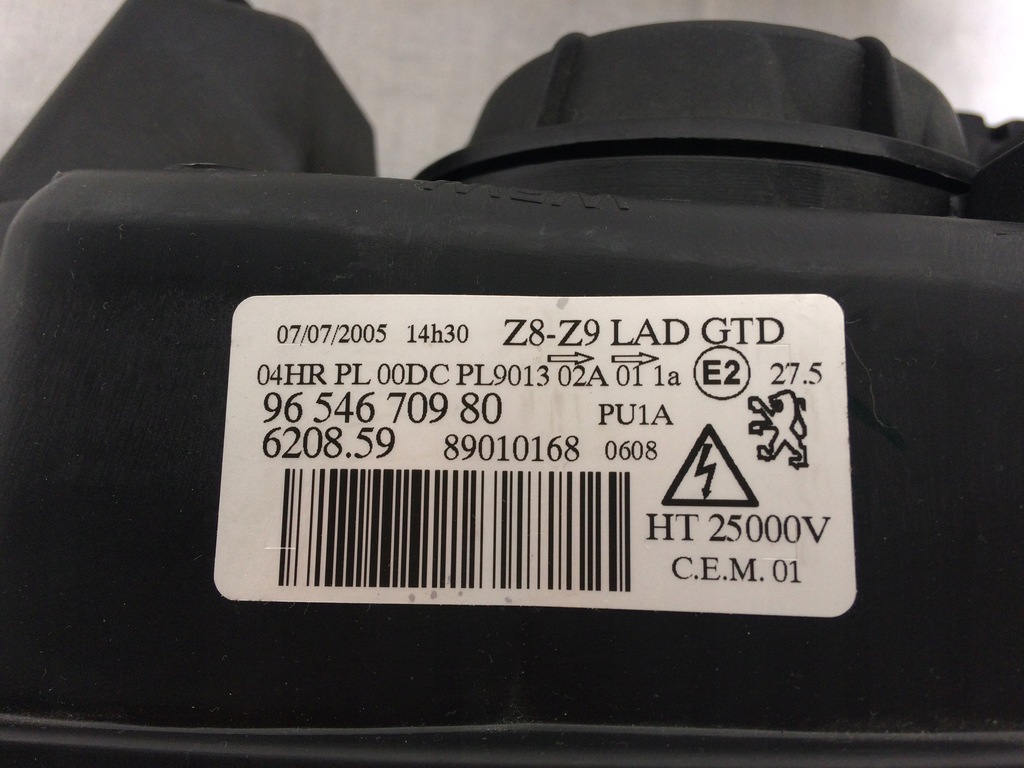 07/07/2005 14h30 Z8-Z9 LAD GTD
04HR PL 00DC PL9013 02A 01 1a E2 27.5
96 546 709 80 PU1A
6208.59 89010168 0608
HT 25000V
C.E.M. 01